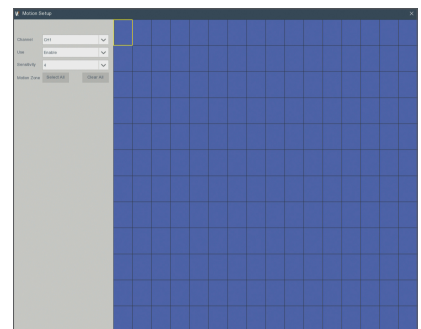 Motion Setup
Channel CH1
Use Enable
Sensitivity 4
Motion Zone Select All Clear All